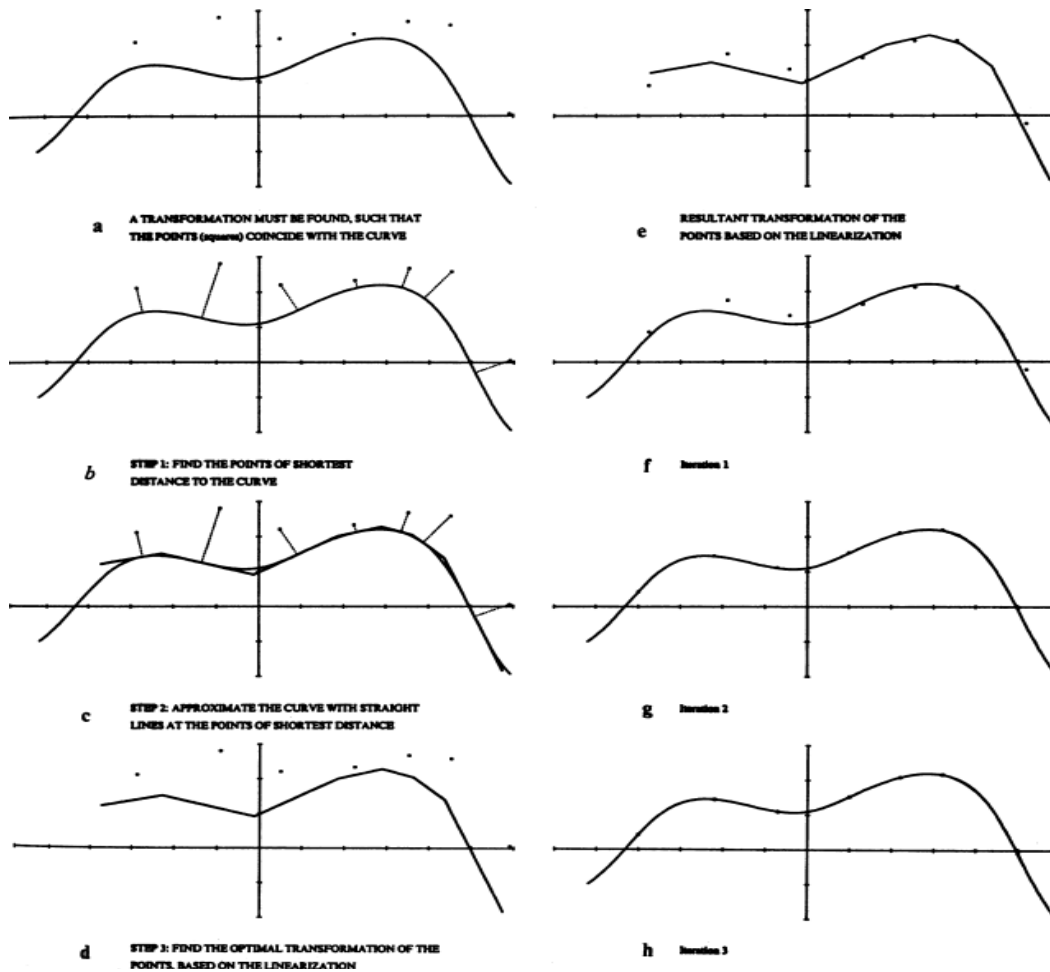 a A TRANSFORMATION MUST BE FOUND, SUCH THAT
THE POINTS (squares) COINCIDE WITH THE CURVE
b STEP 1: FIND THE POINTS OF SHORTEST
DISTANCE TO THE CURVE
c STEP 2: APPROXIMATE THE CURVE WITH STRAIGHT
LINES AT THE POINTS OF SHORTEST DISTANCE
d STEP 3: FIND THE OPTIMAL TRANSFORMATION OF THE
POINTS, BASED ON THE LINEARIZATION
e RESULTANT TRANSFORMATION OF THE
POINTS BASED ON THE LINEARIZATION
f Iteration 1
g Iteration 2
h Iteration 3